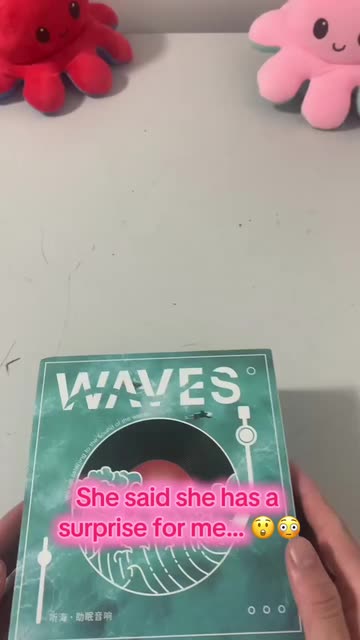 WAVES
She said she has a
surprise for me... 😲😳
听海·助眠音响